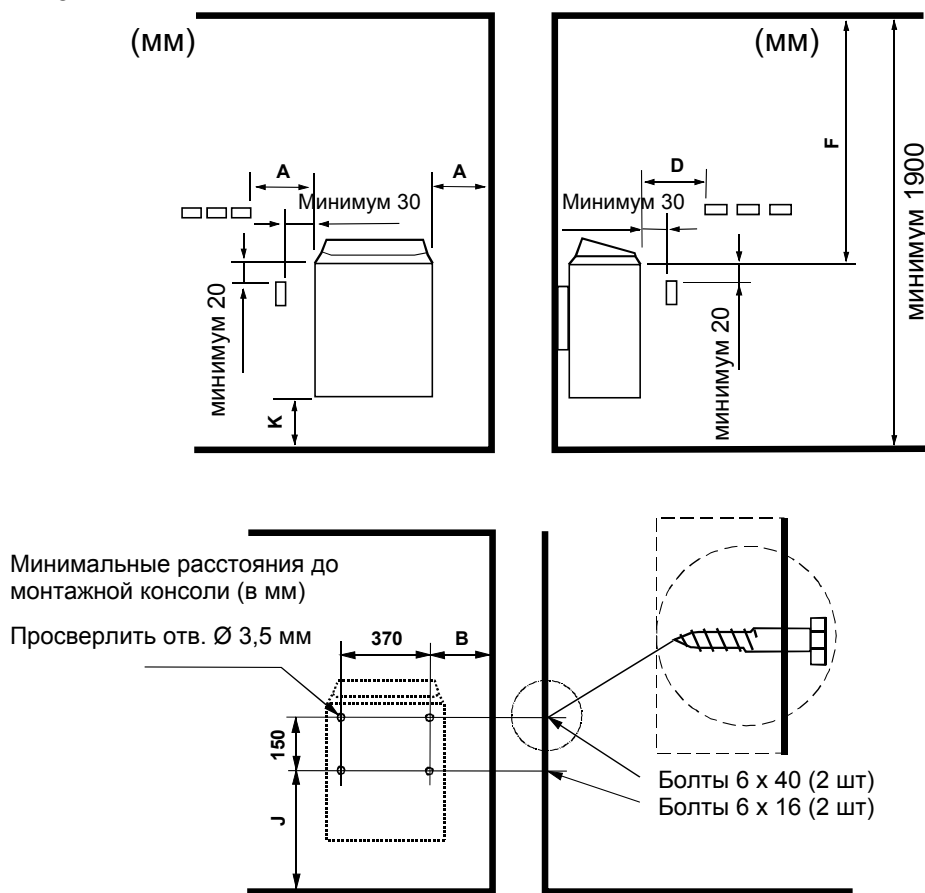 (мм)
(мм)
A
A
Минимум 30
минимум 20
K
D
Минимум 30
F
минимум 20
минимум 1900
Минимальные расстояния до
монтажной консоли (в мм)
Просверлить отв. Ø 3,5 мм
370
B
150
J
Болты 6 x 40 (2 шт)
Болты 6 x 16 (2 шт)